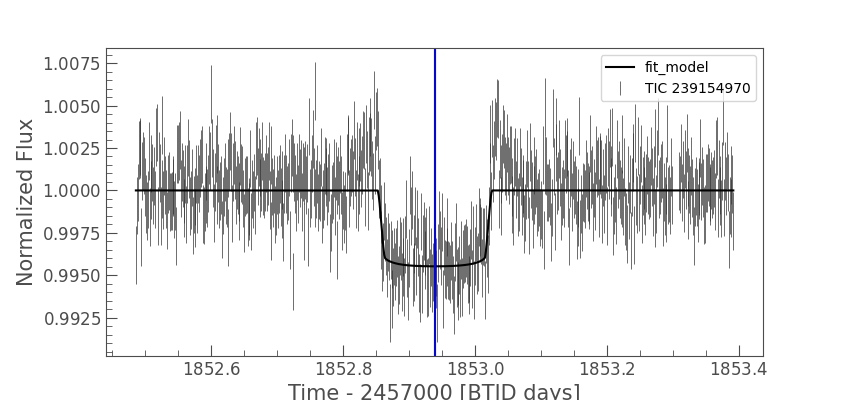 1.0075
1.0050
1.0025
1.0000
0.9975
0.9950
0.9925
Normalized Flux
fit_model
TIC 239154970
1852.6 1852.8 1853.0 1853.2 1853.4
Time - 2457000 [BTJD days]